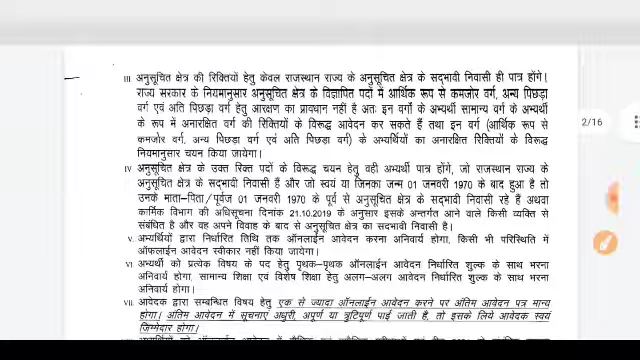 III. अनुसूचित क्षेत्र की रिक्तियों हेतु केवल राजस्थान राज्य के अनुसूचित क्षेत्र के सद्भावी निवासी ही पात्र होंगे।
राज्य सरकार के नियमानुसार अनुसूचित क्षेत्र के विज्ञापित पदों में आर्थिक रूप से कमजोर वर्ग, अन्य पिछड़ा
वर्ग एवं अति पिछड़ा वर्ग हेतु आरक्षण का प्रावधान नहीं है अतः इन वर्गों के अभ्यर्थी सामान्य वर्ग के अभ्यर्थी
के रूप में अनारक्षित वर्ग की रिक्तियों के विरूद्ध आवेदन कर सकते हैं तथा इन वर्ग (आर्थिक रूप से
कमजोर वर्ग, अन्य पिछड़ा वर्ग एवं अति पिछड़ा वर्ग) के अभ्यर्थियों का अनारक्षित रिक्तियों के विरूद्ध
नियमानुसार चयन किया जायेगा।
IV अनुसूचित क्षेत्र के उक्त रिक्त पदों के विरूद्ध चयन हेतु वही अभ्यर्थी पात्र होंगे, जो राजस्थान राज्य के
अनुसूचित क्षेत्र के सद्भावी निवासी हैं और जो स्वयं या जिनका जन्म 01 जनवरी 1970 के बाद हुआ है तो
उनके माता-पिता/पूर्वज 01 जनवरी 1970 के पूर्व से अनुसूचित क्षेत्र के सद्भावी निवासी रहे हैं अथवा
कार्मिक विभाग की अधिसूचना दिनांक 21.10.2019 के अनुसार इसके अन्तर्गत आने वाले किसी व्यक्ति से
संबधित है और वह अपने विवाह के बाद से अनुसूचित क्षेत्र का सदभावी निवासी है।
V. अभ्यर्थियों द्वारा निर्धारित तिथि तक ऑनलाईन आवेदन करना अनिवार्य होगा, किसी भी परिस्थिति में
ऑफलाईन आवेदन स्वीकार नहीं किया जायेगा।
VI. अभ्यर्थी को प्रत्येक विषय के पद हेतु पृथक-पृथक ऑनलाईन आवेदन निर्धारित शुल्क के साथ भरना
अनिवार्य होगा, सामान्य शिक्षा एवं विशेष शिक्षा हेतु अलग-अलग आवेदन निर्धारित शुल्क के साथ भरना
अनिवार्य होगा।
VII. आवेदक द्वारा सम्बन्धित विषय हेतु एक से ज्यादा ऑनलाईन आवेदन करने पर अंतिम आवेदन पत्र मान्य
होगा। अंतिम आवेदन में सूचनाएं अधुरी, अपूर्ण या त्रुटिपूर्ण पाई जाती है, तो इसके लिये आवेदक स्वयं
जिम्मेदार होगा।
2/16